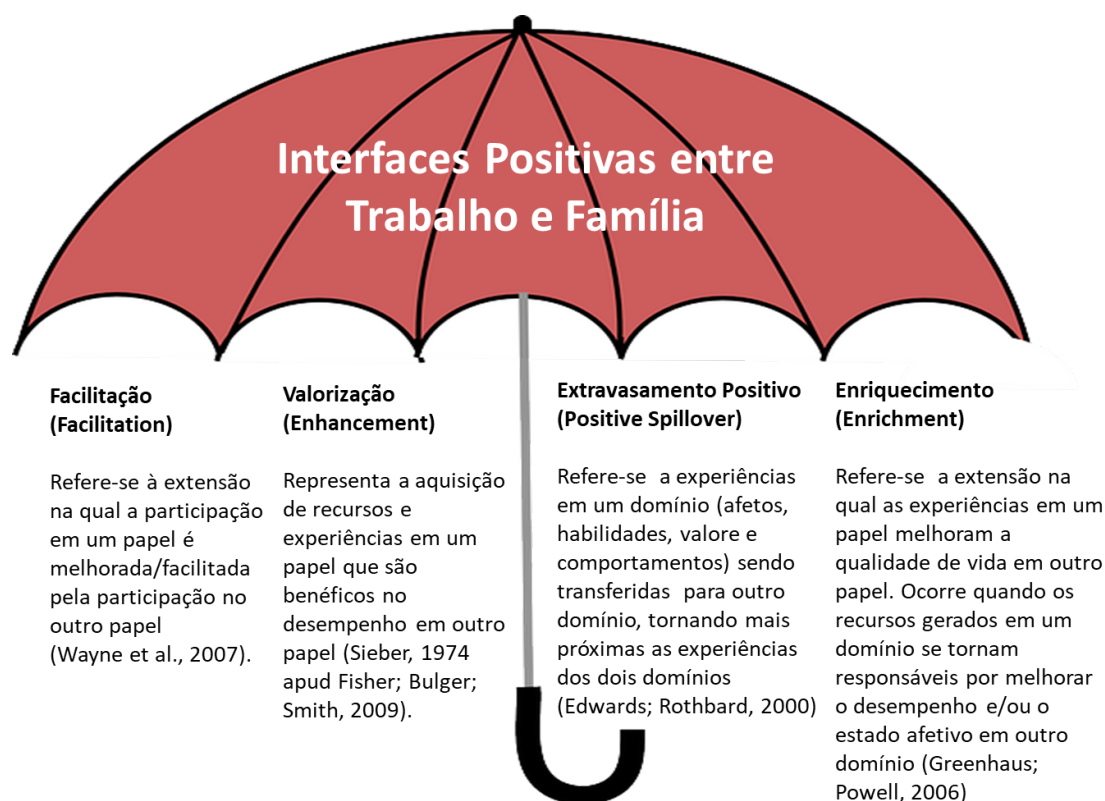 Interfaces Positivas entre
Trabalho e Família
Facilitação
(Facilitation)
Refere-se à extensão
na qual a participação
em um papel é
melhorada/facilitada
pela participação no
outro papel
(Wayne et al., 2007).
Valorização
(Enhancement)
Representa a aquisição
de recursos e
experiências em um
papel que são
benéficos no
desempenho em outro
papel (Sieber, 1974
apud Fisher; Bulger;
Smith, 2009).
Extravasamento Positivo
(Positive Spillover)
Refere-se a experiências
em um domínio (afetos,
habilidades, valore e
comportamentos) sendo
transferidas para outro
domínio, tornando mais
próximas as experiências
dos dois domínios
(Edwards; Rothbard, 2000)
Enriquecimento
(Enrichment)
Refere-se a extensão na
qual as experiências em um
papel melhoram a
qualidade de vida em outro
papel. Ocorre quando os
recursos gerados em um
domínio se tornam
responsáveis por melhorar
o desempenho e/ou o
estado afetivo em outro
domínio (Greenhaus;
Powell, 2006)